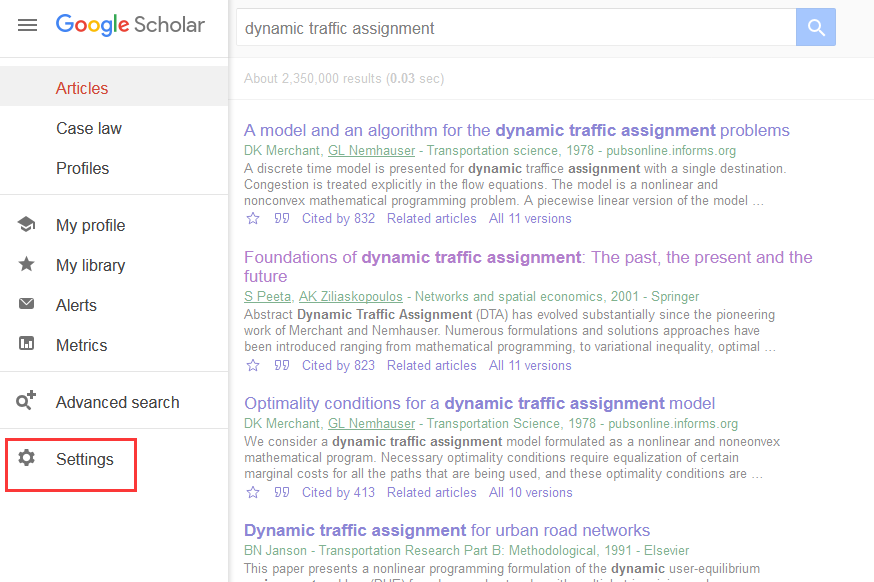 Google Scholar
dynamic traffic assignment
Articles
Case law
Profiles
My profile
My library
Alerts
Metrics
Advanced search
Settings
About 2,350,000 results (0.03 sec)
A model and an algorithm for the dynamic traffic assignment problems
DK Merchant, GL Nemhauser - Transportation science, 1978 - pubsonline.informs.org
A discrete time model is presented for dynamic traffice assignment with a single destination.
Congestion is treated explicitly in the flow equations. The model is a nonlinear and
nonconvex mathematical programming problem. A piecewise linear version of the model ...
Cited by 832 Related articles All 11 versions
Foundations of dynamic traffic assignment: The past, the present and the
future
S Peeta, AK Ziliaskopoulos - Networks and spatial economics, 2001 - Springer
Abstract Dynamic Traffic Assignment (DTA) has evolved substantially since the pioneering
work of Merchant and Nemhauser. Numerous formulations and solutions approaches have
been introduced ranging from mathematical programming, to variational inequality, optimal ...
Cited by 823 Related articles All 11 versions
Optimality conditions for a dynamic traffic assignment model
DK Merchant, GL Nemhauser - Transportation Science, 1978 - pubsonline.informs.org
We consider a dynamic traffic assignment model formulated as a nonlinear and noneonvex
mathematical program. Necessary optimality conditions require equalization of certain
marginal costs for all the paths that are being used, and these optimality conditions are ...
Cited by 413 Related articles All 10 versions
Dynamic traffic assignment for urban road networks
BN Janson - Transportation Research Part B: Methodological, 1991 - Elsevier
This paper presents a nonlinear programming formulation of the dynamic user-equilibrium